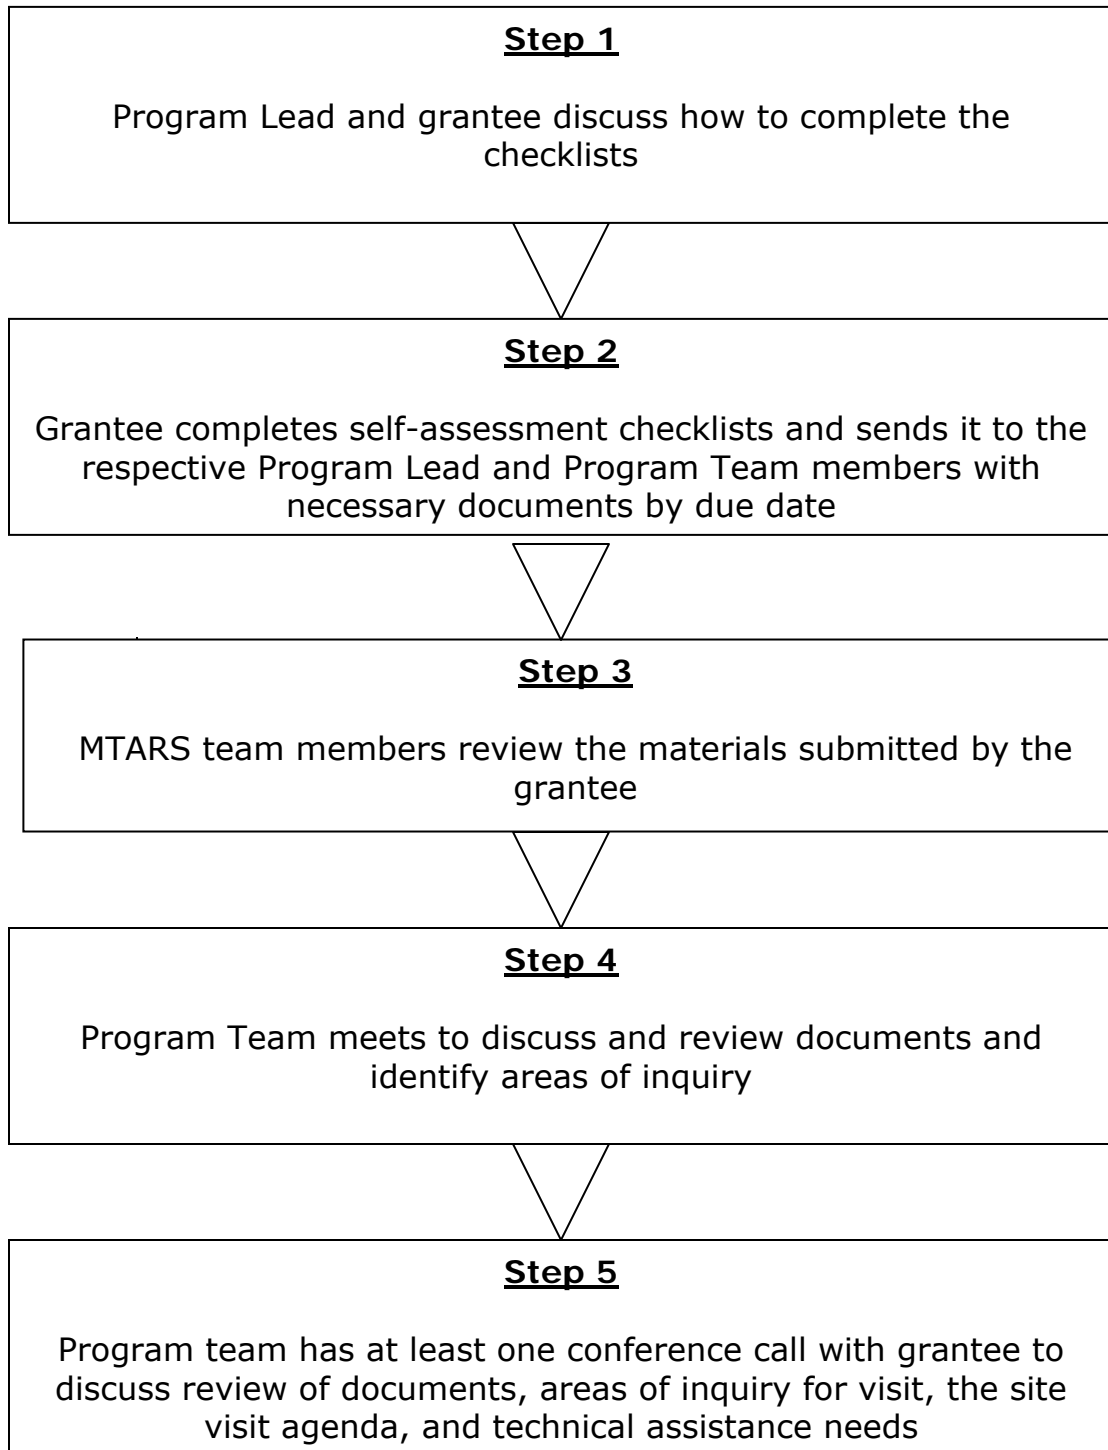 Step 1
Program Lead and grantee discuss how to complete the
checklists
Step 2
Grantee completes self-assessment checklists and sends it to the
respective Program Lead and Program Team members with
necessary documents by due date
Step 3
MTARS team members review the materials submitted by the
grantee
Step 4
Program Team meets to discuss and review documents and
identify areas of inquiry
Step 5
Program team has at least one conference call with grantee to
discuss review of documents, areas of inquiry for visit, the site
visit agenda, and technical assistance needs